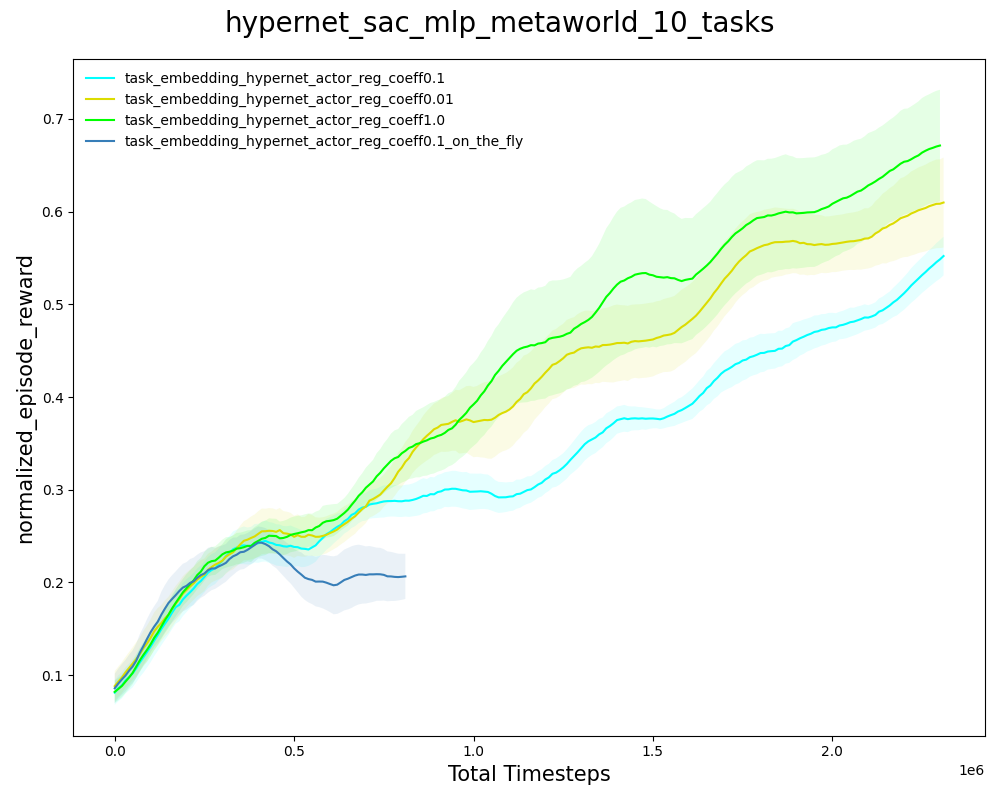 hypernet_sac_mlp_metaworld_10_tasks
task_embedding_hypernet_actor_reg_coeff0.1
task_embedding_hypernet_actor_reg_coeff0.01
task_embedding_hypernet_actor_reg_coeff1.0
task_embedding_hypernet_actor_reg_coeff0.1_on_the_fly
normalized_episode_reward
0.7
0.6
0.5
0.4
0.3
0.2
0.1
0.0 0.5 1.0 1.5 2.0
1e6
Total Timesteps